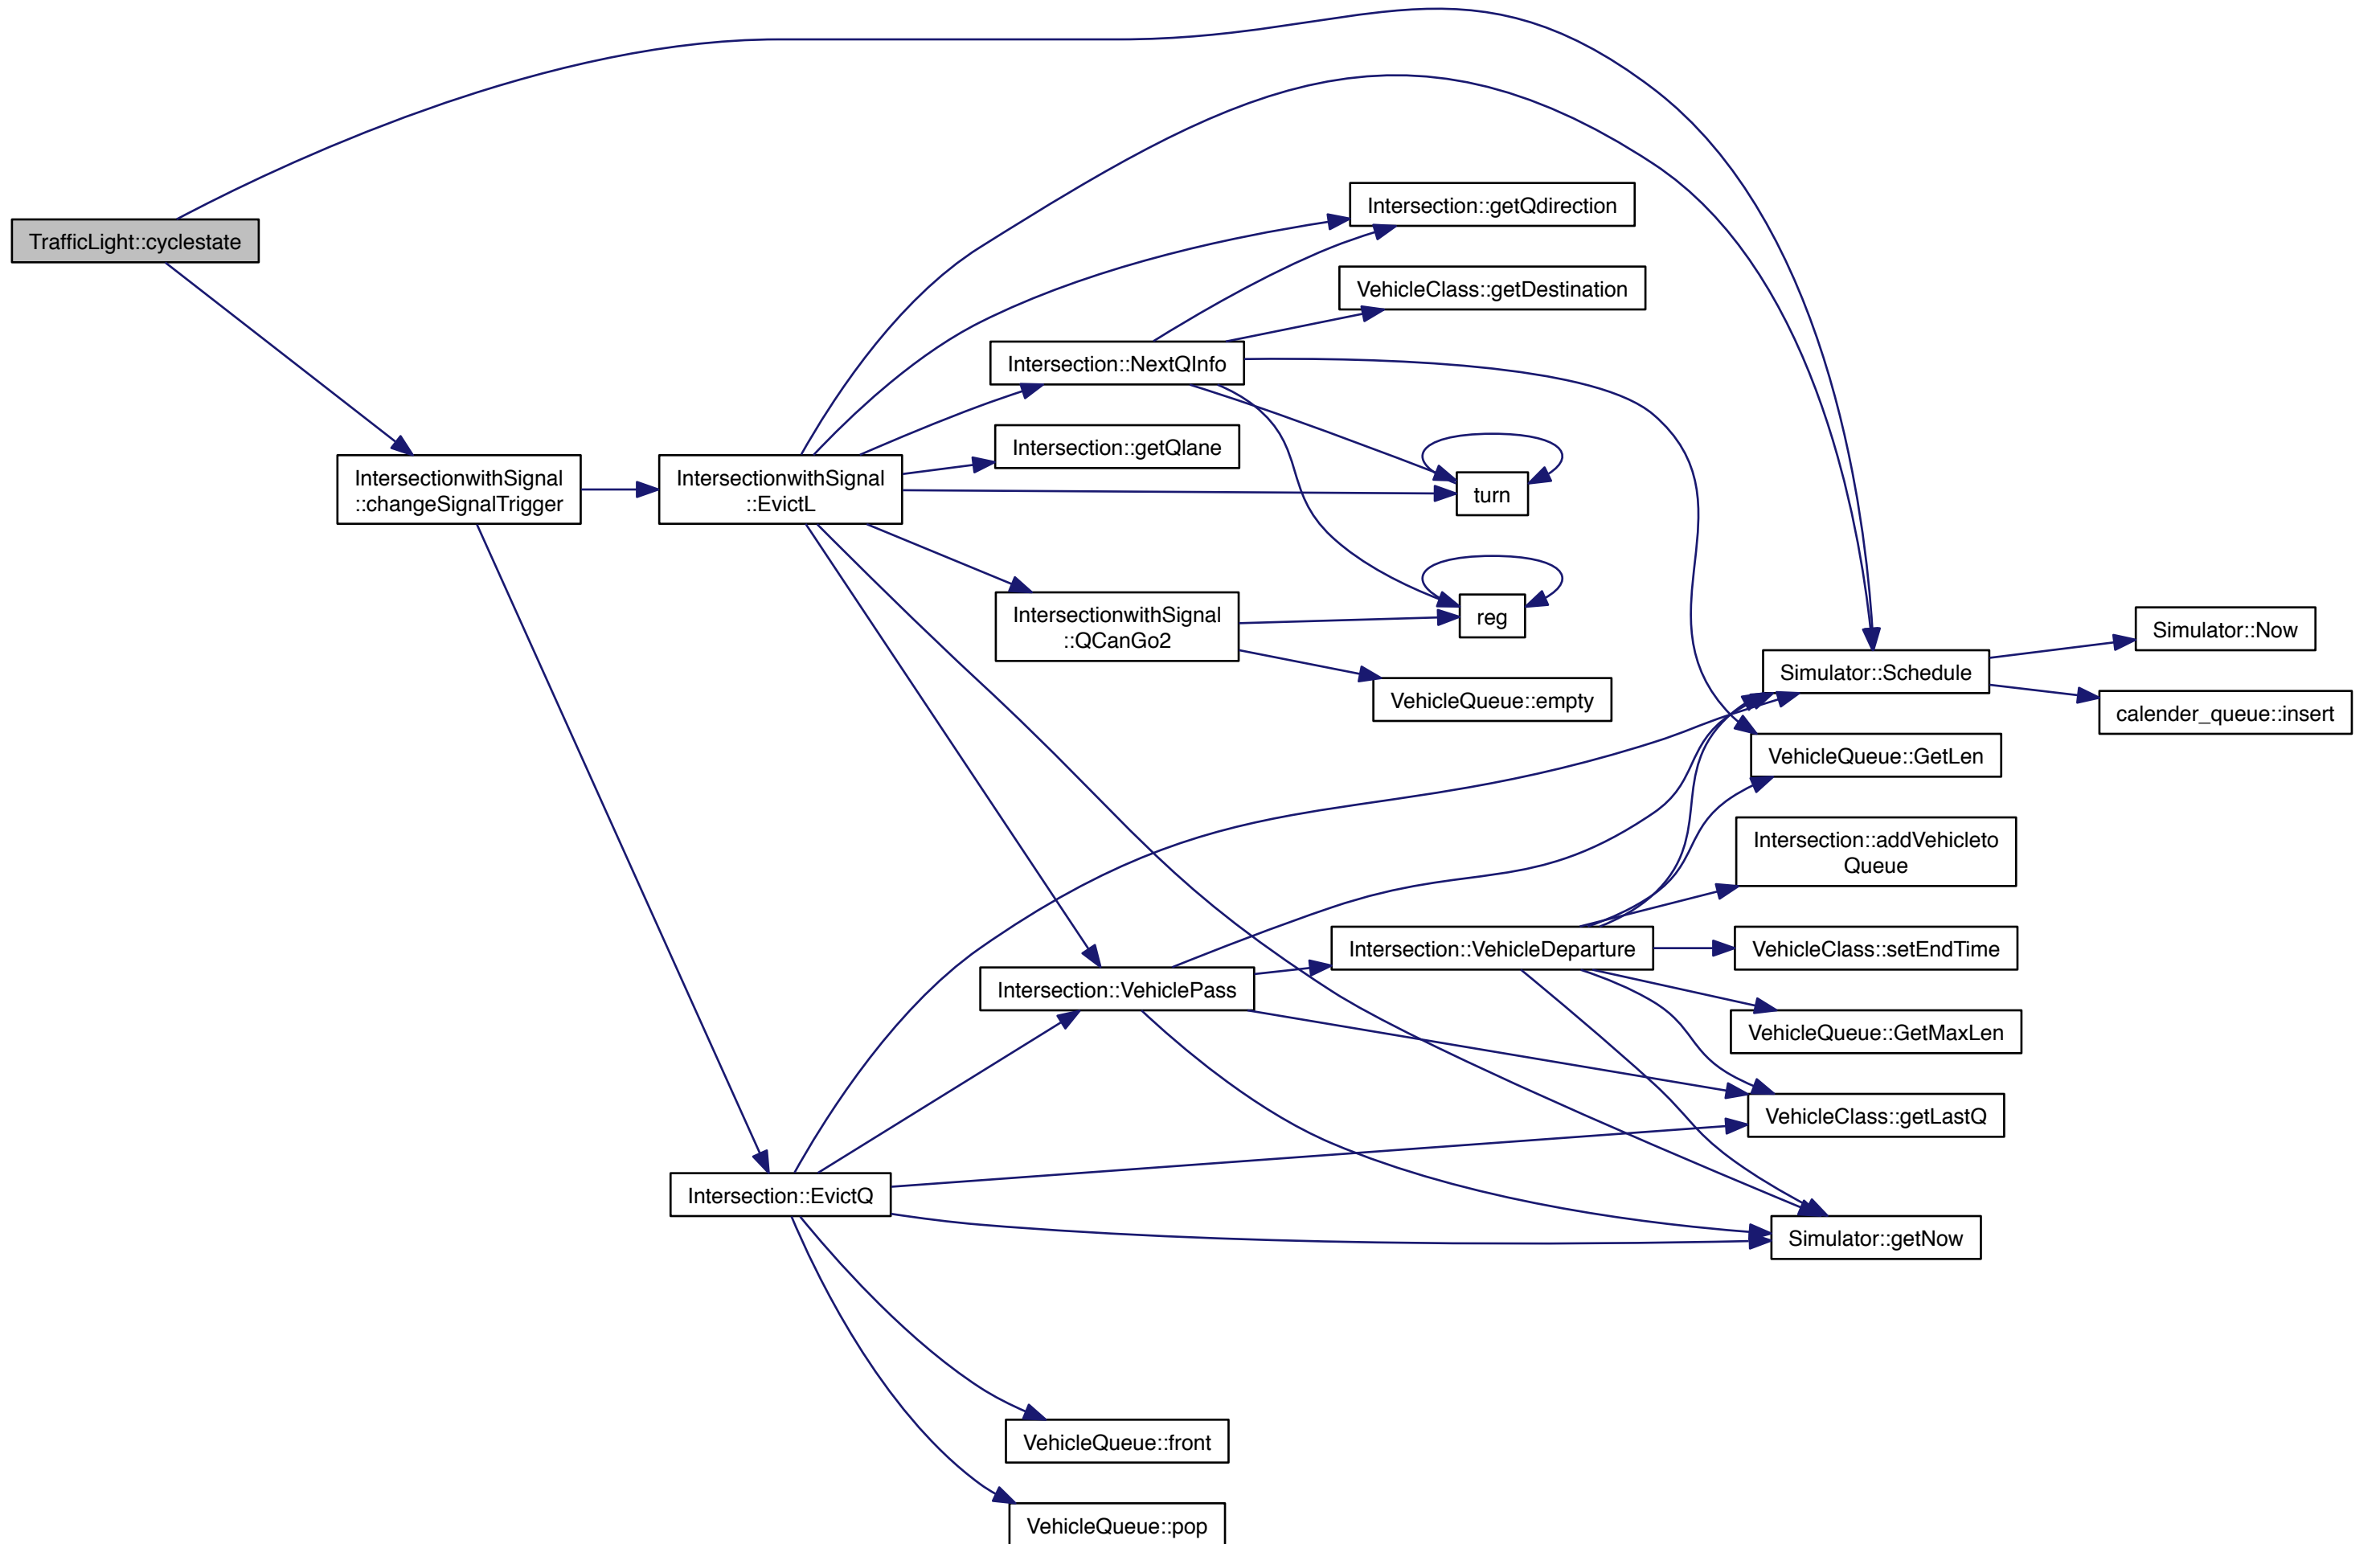 TrafficLight::cyclestate
IntersectionwithSignal
::changeSignalTrigger
IntersectionwithSignal
::EvictL
Intersection::EvictQ
Intersection::NextQInfo
Intersection::getQlane
IntersectionwithSignal
::QCanGo2
Intersection::VehiclePass
VehicleQueue::front
VehicleQueue::pop
Intersection::getQdirection
VehicleClass::getDestination
turn
reg
VehicleQueue::empty
Intersection::VehicleDeparture
Simulator::Schedule
VehicleQueue::GetLen
Intersection::addVehicleto
Queue
VehicleClass::setEndTime
VehicleQueue::GetMaxLen
VehicleClass::getLastQ
Simulator::getNow
Simulator::Now
calender_queue::insert